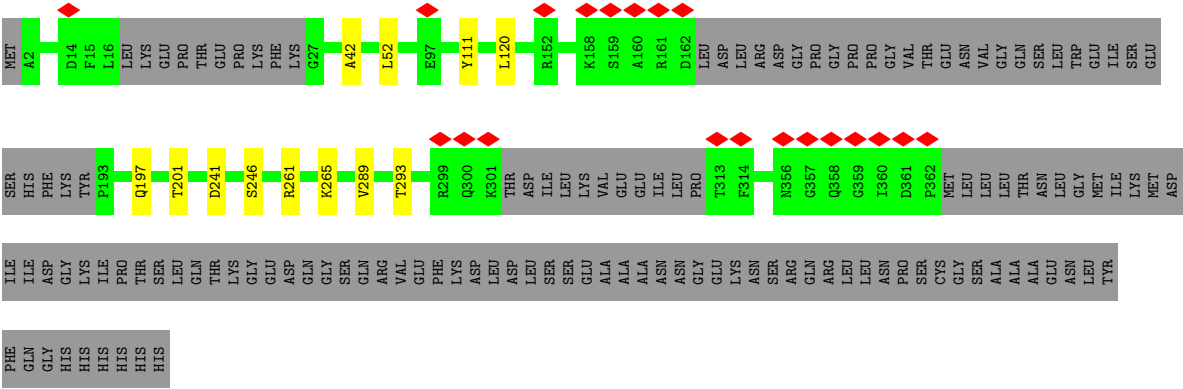 MET A2 D14 F15 L16 LEU LYS GLU PRO THR GLU PRO LYS PHE LYS G27 A42 L52 E97 Y111 L120 R152 K158 S159 A160 R161 D162 LEU ASP LEU ARG ASP GLY PRO GLY PRO PRO GLY VAL THR GLU ASN VAL GLY GLN SER LEU TRP GLU ILE SER GLU
SER HIS PHE LYS TYR P193 Q197 T201 D241 S246 R261 K265 V289 T293 R299 Q300 K301 THR ASP ILE LEU LYS VAL GLU GLU ILE LEU PRO T313 F314 N356 G357 Q358 G359 I360 D361 P362 MET LEU LEU LEU THR ASN LEU GLY MET ILE LYS MET ASP
ILE ILE ASP GLY LYS ILE PRO THR SER LEU GLN THR LYS GLY GLU ASP GLN GLY SER GLN ARG VAL GLU PHE LYS ASP LEU ASP LEU SER SER GLU ALA ALA ALA ASN ASN GLY GLU LYS ASN SER ARG GLN ARG LEU LEU ASN PRO SER CYS GLY SER ALA ALA ALA GLU ASN LEU TYR
PHE GLN GLY HIS HIS HIS HIS HIS HIS